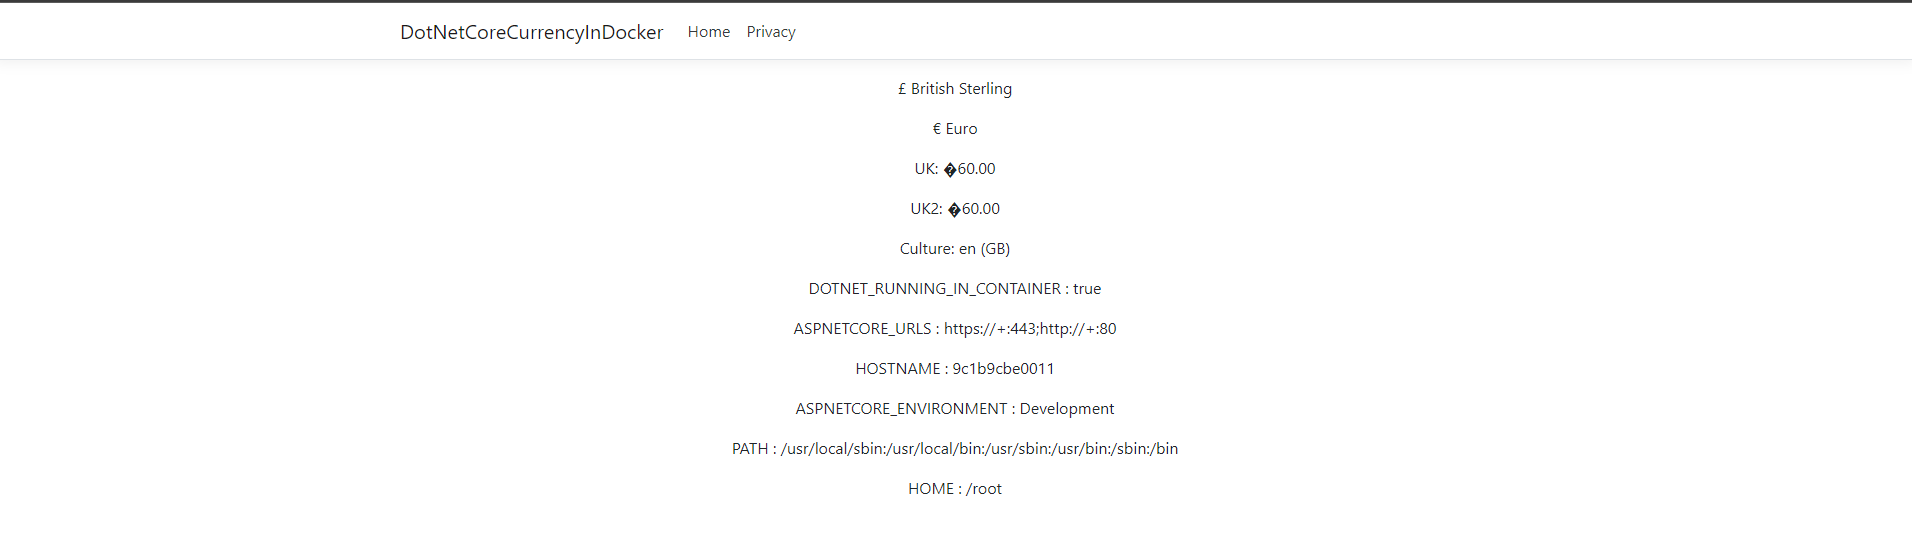 DotNetCoreCurrencyInDocker Home Privacy
£ British Sterling
€ Euro
UK: �60.00
UK2: �60.00
Culture: en (GB)
DOTNET_RUNNING_IN_CONTAINER : true
ASPNETCORE_URLS : https://+:443;http://+:80
HOSTNAME : 9c1b9cbe0011
ASPNETCORE_ENVIRONMENT : Development
PATH : /usr/local/sbin:/usr/local/bin:/usr/sbin:/usr/bin:/sbin:/bin
HOME : /root